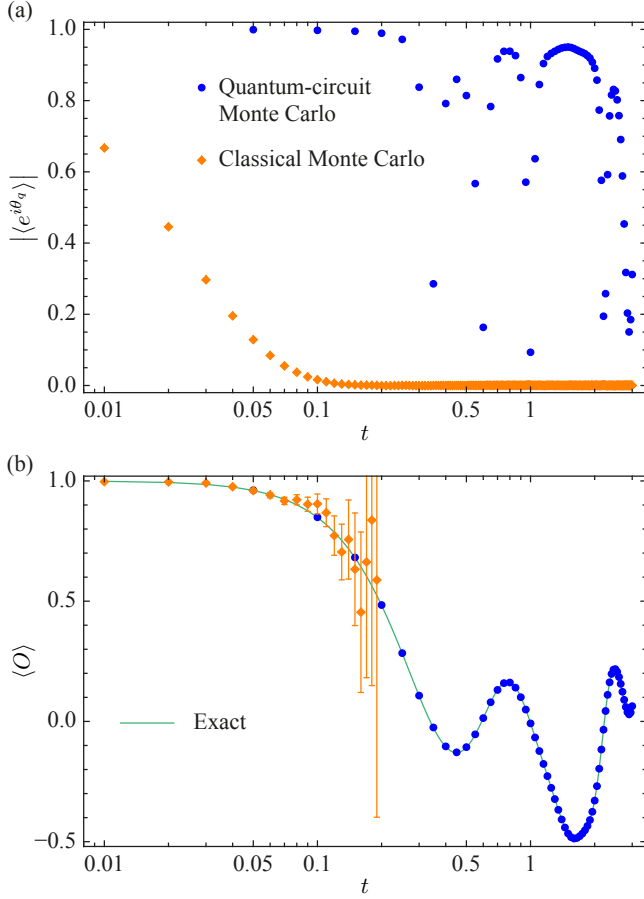 (a)
1.0
0.8
0.6
0.4
0.2
0.0
|⟨e^{iθ_q}⟩|
Quantum-circuit
Monte Carlo
Classical Monte Carlo
0.01 0.05 0.1 0.5 1
t
(b)
1.0
0.5
0.0
−0.5
⟨O⟩
Exact
0.01 0.05 0.1 0.5 1
t